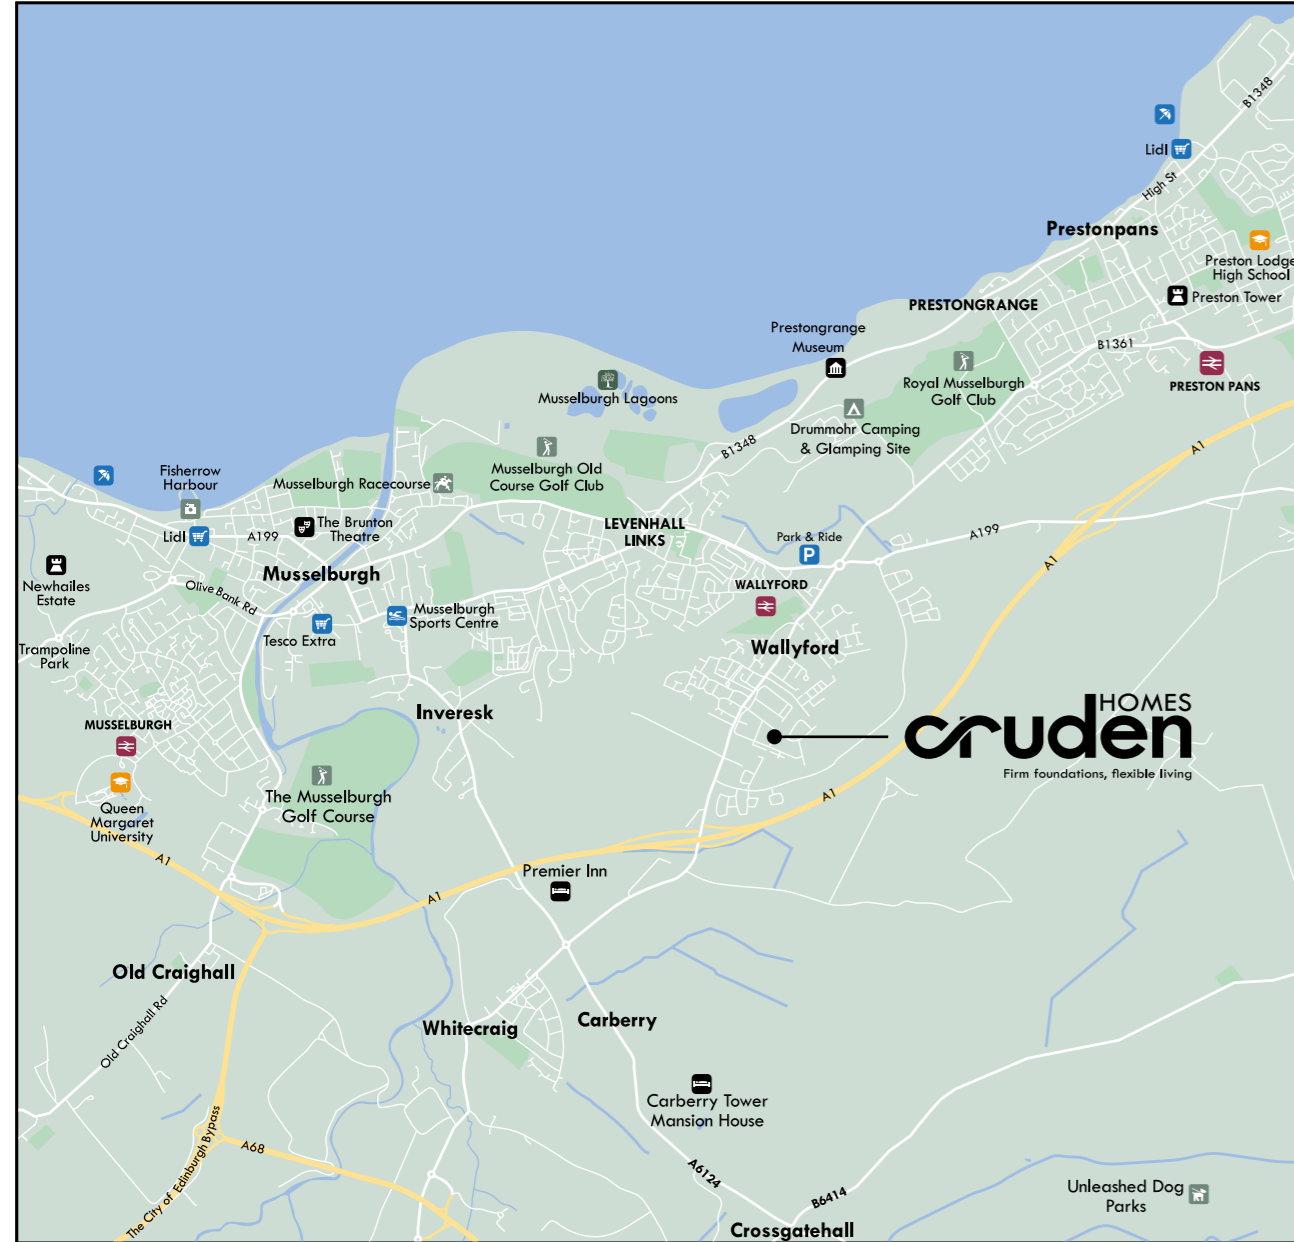 B1348
Lidl
High St
Prestonpans
Preston Lodge
High School
Preston Tower
PRESTONGRANGE
Prestongrange
Museum
B1361
PRESTON PANS
Royal Musselburgh
Golf Club
Musselburgh Lagoons
Drummohr Camping
& Glamping Site
B1348
A1
Fisherrow
Harbour
Musselburgh Racecourse
Musselburgh Old
Course Golf Club
Lidl
A199
The Brunton
Theatre
LEVENHALL
LINKS
Park & Ride
P
A199
A1
Newhailes
Estate
Musselburgh
Olive Bank Rd
WALLYFORD
Musselburgh
Sports Centre
Tesco Extra
Trampoline
Park
Wallyford
MUSSELBURGH
Inveresk
HOMES
cruden
Firm foundations, flexible living
The Musselburgh
Golf Course
Queen
Margaret
University
A1
A1
A1
Premier Inn
Old Craighall
Old Craighall Rd
Whitecraig
Carberry
Carberry Tower
Mansion House
The City of Edinburgh Bypass
A68
A6124
B6414
Unleashed Dog
Parks
Crossgatehall